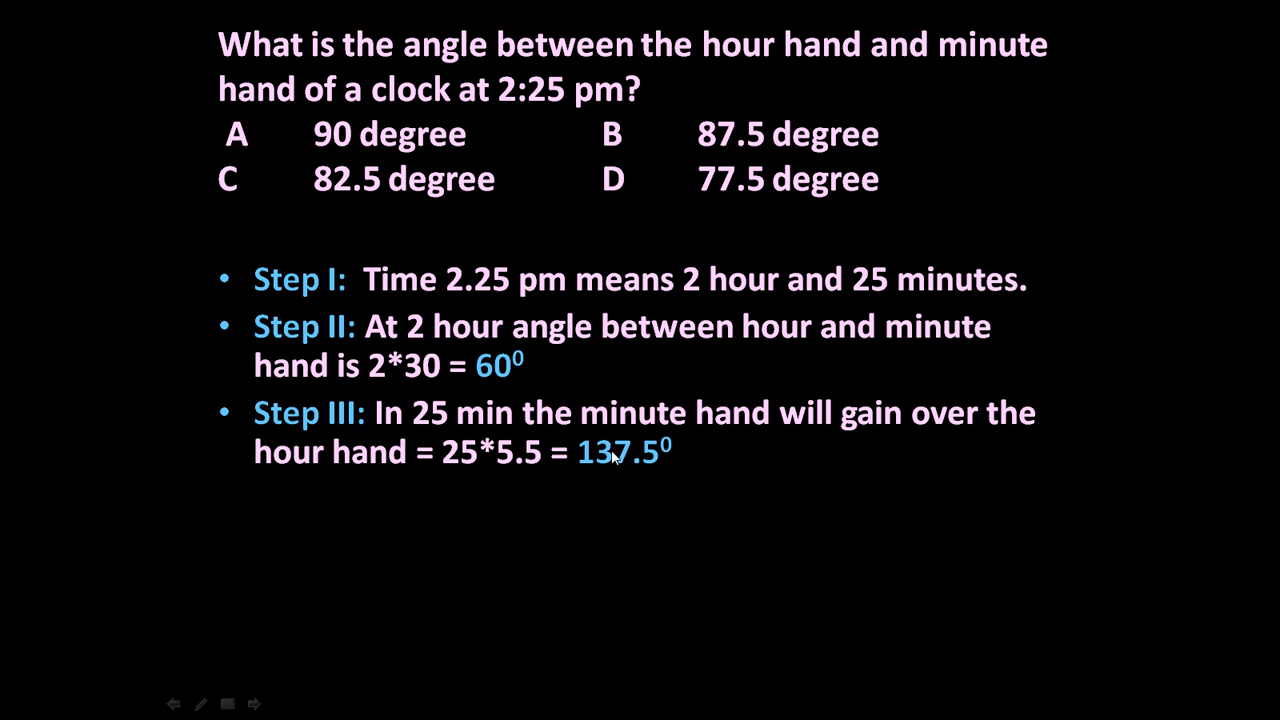 What is the angle between the hour hand and minute
hand of a clock at 2:25 pm?
A 90 degree B 87.5 degree
C 82.5 degree D 77.5 degree
• Step I: Time 2.25 pm means 2 hour and 25 minutes.
• Step II: At 2 hour angle between hour and minute
hand is 2*30 = 60⁰
• Step III: In 25 min the minute hand will gain over the
hour hand = 25*5.5 = 137.5⁰